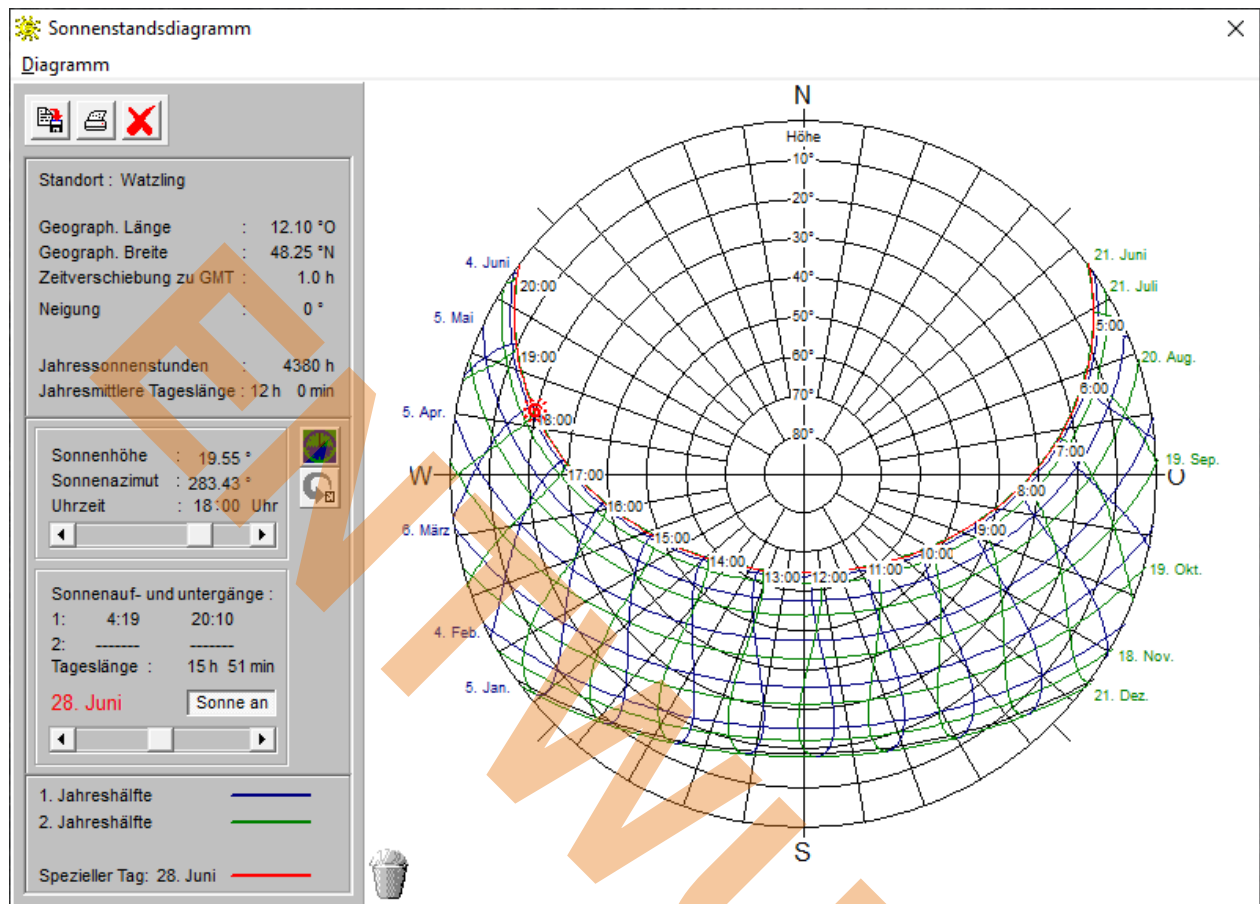 Sonnenstandsdiagramm
Diagramm
Standort : Watzling
Geograph. Länge : 12.10 °O
Geograph. Breite : 48.25 °N
Zeitverschiebung zu GMT : 1.0 h
Neigung : 0 °
Jahressonnenstunden : 4380 h
Jahresmittlere Tageslänge : 12 h 0 min
Sonnenhöhe : 19.55 °
Sonnenazimut : 283.43 °
Uhrzeit : 18:00 Uhr
Sonnenauf- und untergänge :
1: 4:19 20:10
2: ------- -------
Tageslänge : 15 h 51 min
28. Juni Sonne an
1. Jahreshälfte
2. Jahreshälfte
Spezieller Tag: 28. Juni
N
Höhe
10°
20°
30°
40°
50°
60°
70°
80°
4. Juni
5. Mai
5. Apr.
W
6. März
4. Feb.
5. Jan.
21. Juni
21. Juli
20. Aug.
19. Sep.
O
19. Okt.
18. Nov.
21. Dez.
20:00
19:00
18:00
17:00
16:00
15:00
14:00
13:00
12:00
11:00
10:00
9:00
8:00
7:00
6:00
5:00
S